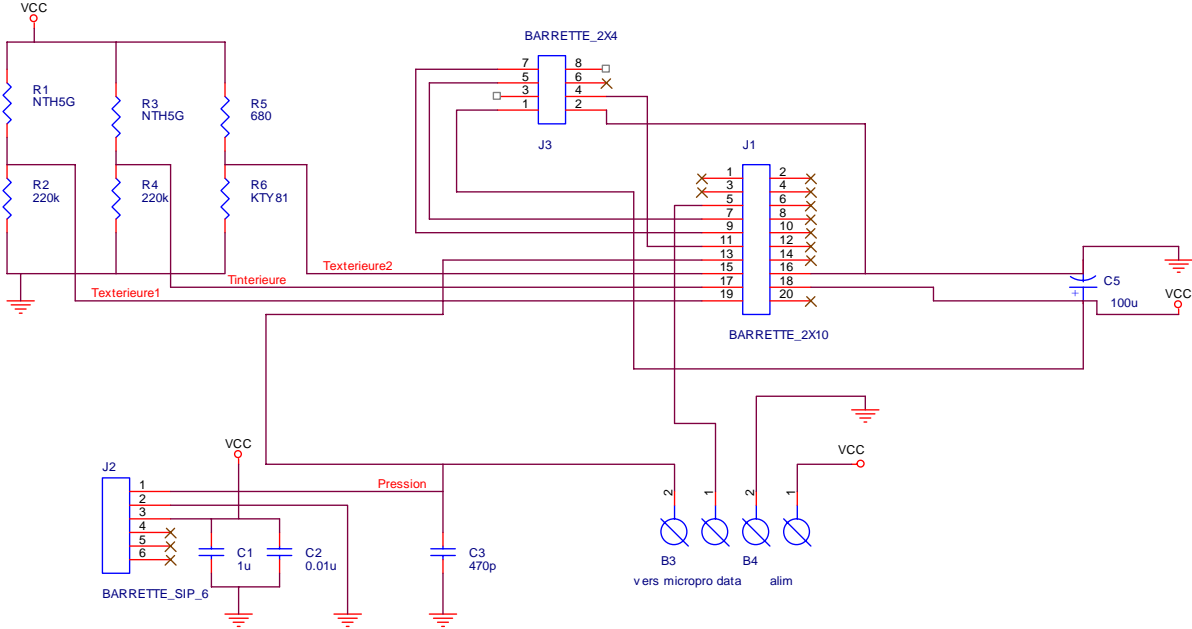 VCC
BARRETTE_2X4
7 8
5 6
3 4
1 2
J3
R1
NTH5G
R3
NTH5G
R5
680
J1
R2
220k
R4
220k
R6
KTY81
1 2
3 4
5 6
7 8
9 10
11 12
13 14
15 16
17 18
19 20
Texterieure2
Tinterieure
Texterieure1
BARRETTE_2X10
C5
+
100u
VCC
VCC
VCC
J2
1
2
3
4
5
6
BARRETTE_SIP_6
Pression
C1
1u
C2
0.01u
C3
470p
2 1 2 1
B3 B4
vers micropro data alim